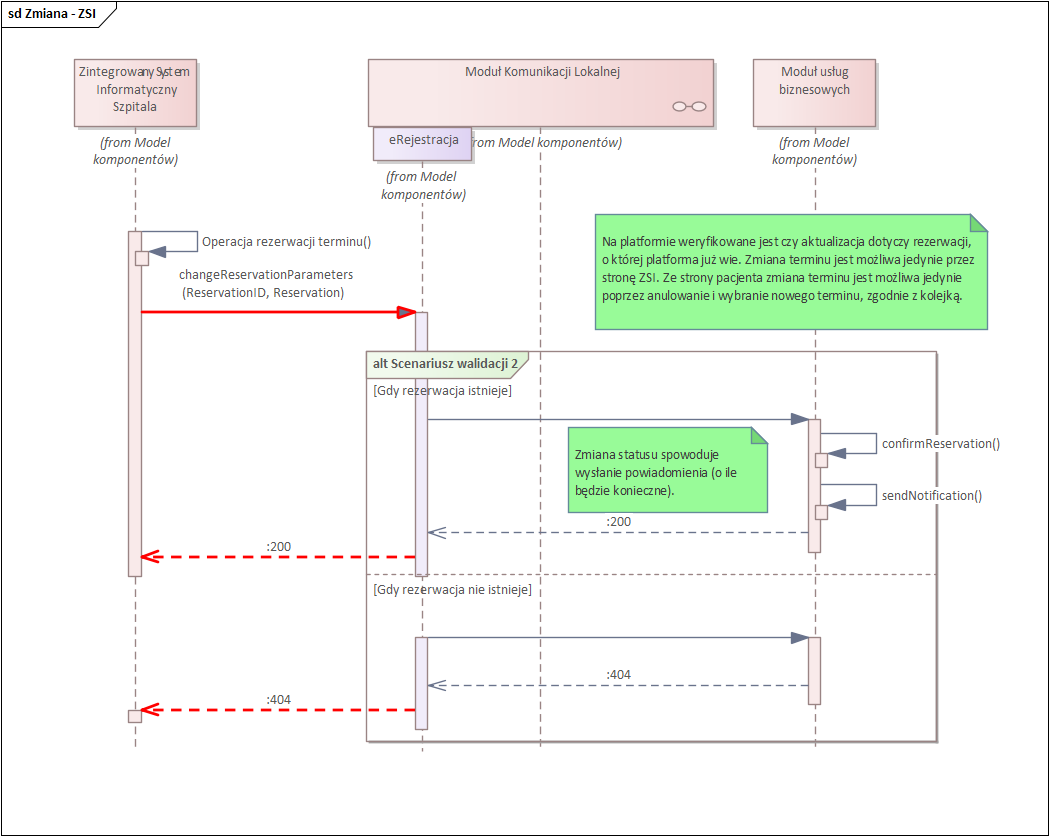 sd Zmiana - ZSI
Zintegrowany System
Informatyczny
Szpitala
(from Model
komponentów)
Moduł Komunikacji Lokalnej
eRejestracja
from Model komponentów)
(from Model
komponentów)
Moduł usług
biznesowych
(from Model
komponentów)
Operacja rezerwacji terminu()
changeReservationParameters
(ReservationID, Reservation)
Na platformie weryfikowane jest czy aktualizacja dotyczy rezerwacji,
o której platforma już wie. Zmiana terminu jest możliwa jedynie przez
stronę ZSI. Ze strony pacjenta zmiana terminu jest możliwa jedynie
poprzez anulowanie i wybranie nowego terminu, zgodnie z kolejką.
alt Scenariusz walidacji 2
[Gdy rezerwacja istnieje]
confirmReservation()
Zmiana statusu spowoduje
wysłanie powiadomienia (o ile
będzie konieczne).
sendNotification()
:200
:200
[Gdy rezerwacja nie istnieje]
:404
:404